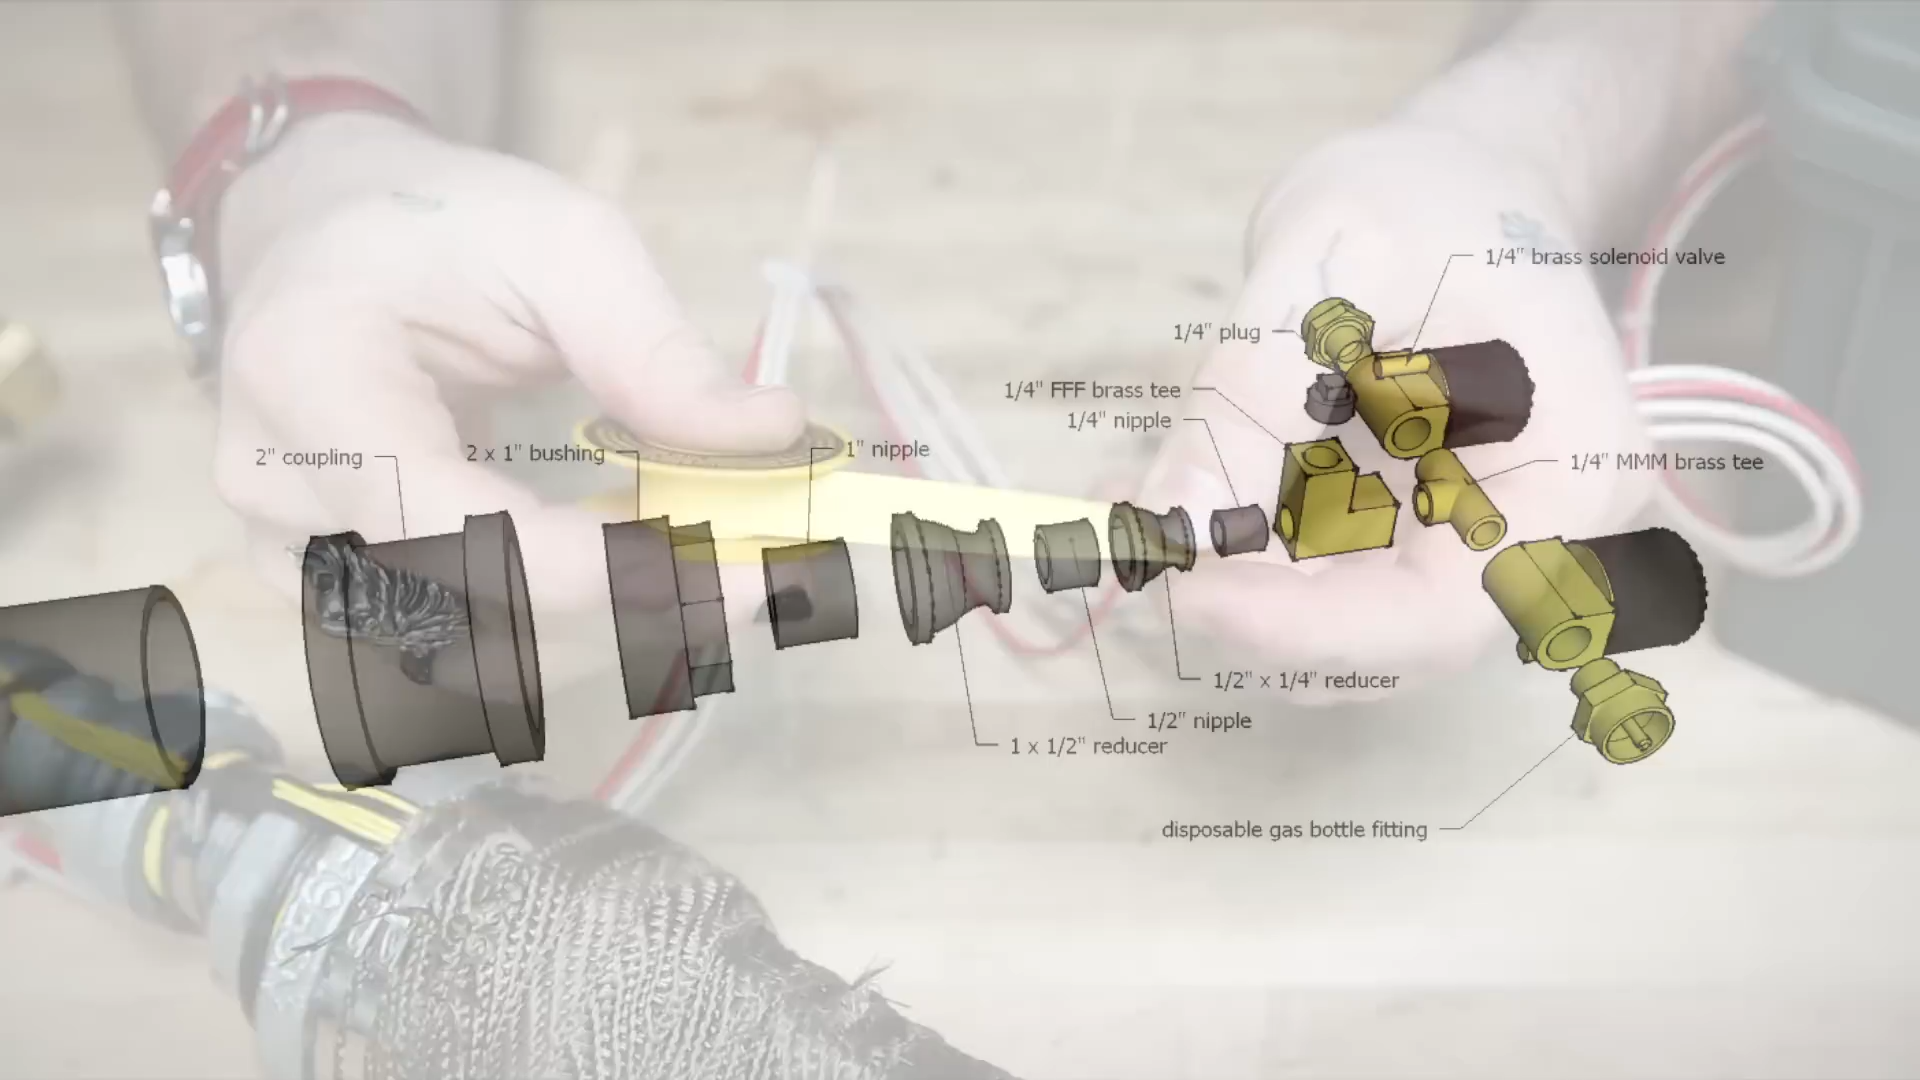 1/4" brass solenoid valve
1/4" plug
1/4" FFF brass tee
1/4" nipple
2" coupling
2 x 1" bushing
1" nipple
1/4" MMM brass tee
1/2" x 1/4" reducer
1/2" nipple
1 x 1/2" reducer
disposable gas bottle fitting